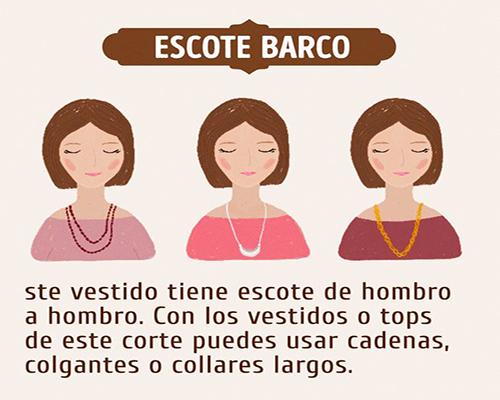 ESCOTE BARCO
ste vestido tiene escote de hombro
a hombro. Con los vestidos o tops
de este corte puedes usar cadenas,
colgantes o collares largos.